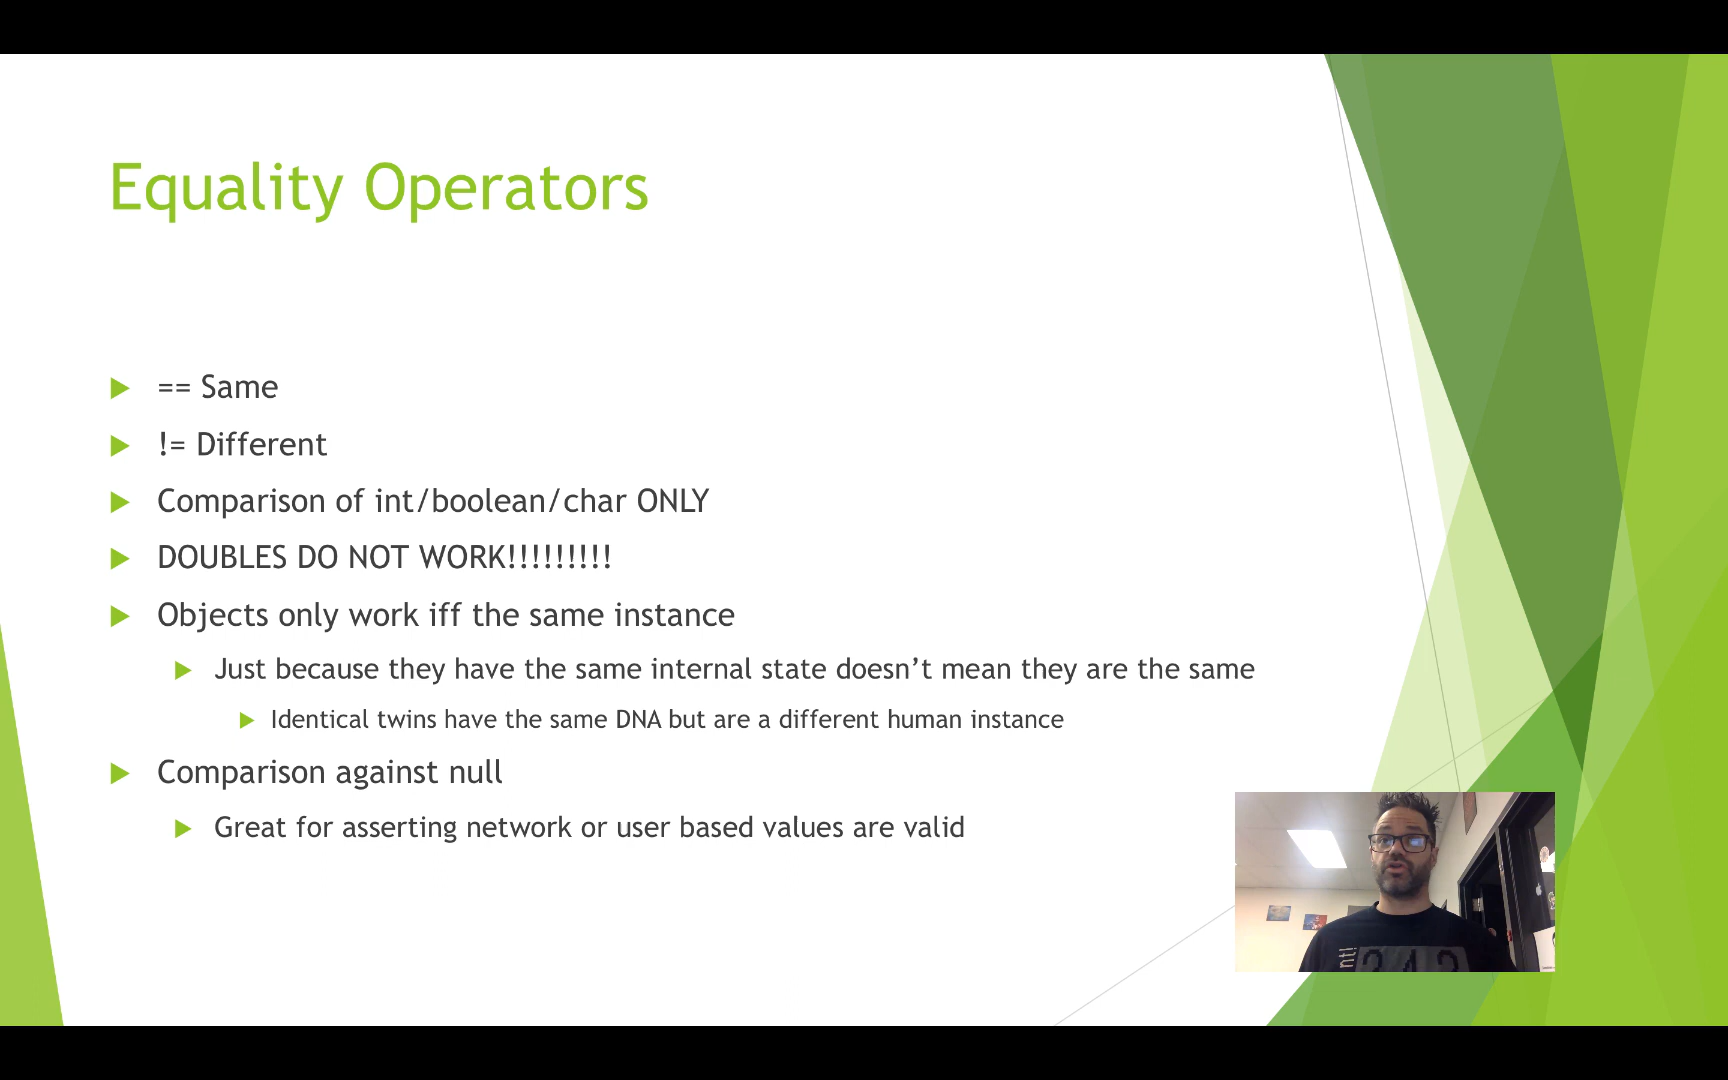 Equality Operators
== Same
!= Different
Comparison of int/boolean/char ONLY
DOUBLES DO NOT WORK!!!!!!!!!
Objects only work iff the same instance
Just because they have the same internal state doesn’t mean they are the same
Identical twins have the same DNA but are a different human instance
Comparison against null
Great for asserting network or user based values are valid